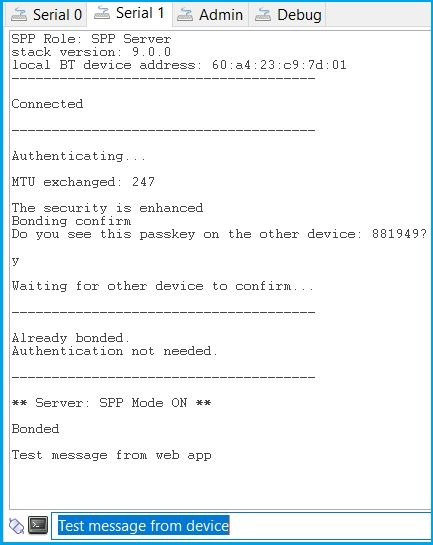 Serial 0 Serial 1 Admin Debug
SPP Role: SPP Server
stack version: 9.0.0
local BT device address: 60:a4:23:c9:7d:01
--------------------------------------
Connected
--------------------------------------
Authenticating...
MTU exchanged: 247
The security is enhanced
Bonding confirm
Do you see this passkey on the other device: 881949?
y
Waiting for other device to confirm...
--------------------------------------
Already bonded.
Authentication not needed.
--------------------------------------
** Server: SPP Mode ON **
Bonded
Test message from web app
Test message from device